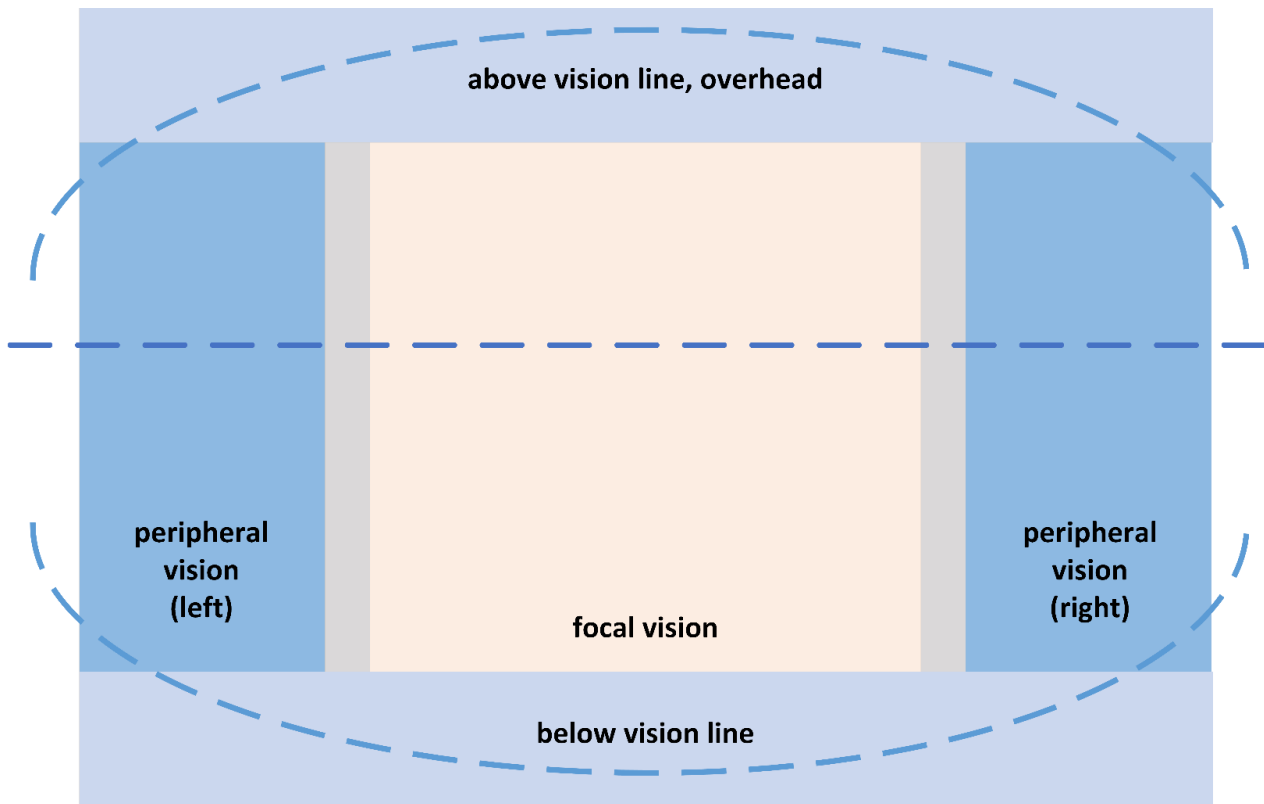 above vision line, overhead
peripheral
vision
(left)
peripheral
vision
(right)
focal vision
below vision line